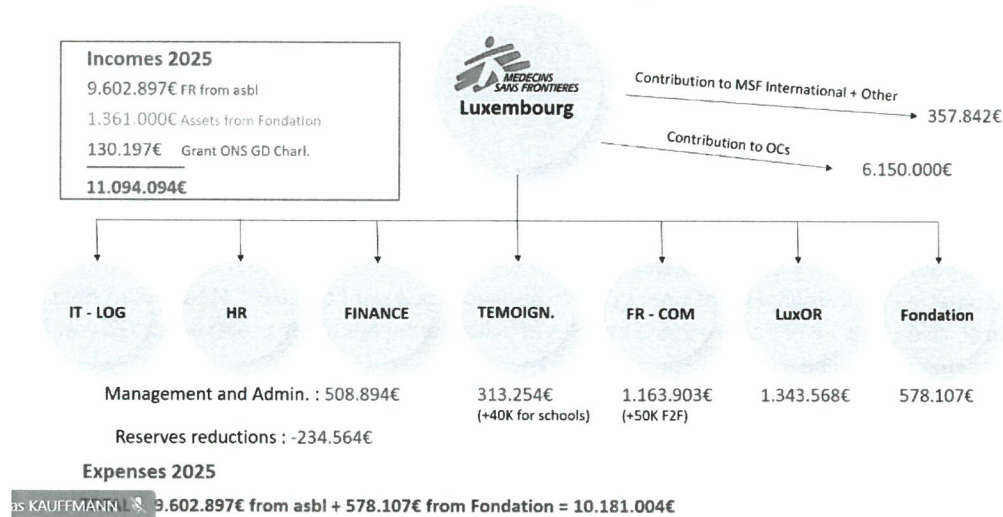 Incomes 2025
9.602.897€ FR from asbl
1.361.000€ Assets from Fondation
130.197€ Grant ONS GD Charl.
11.094.094€
MEDECINS
SANS FRONTIERES
Luxembourg
Contribution to MSF International + Other
357.842€
Contribution to OCs
6.150.000€
IT - LOG
HR
FINANCE
TEMOIGN.
FR - COM
LuxOR
Fondation
Management and Admin. : 508.894€
313.254€
1.163.903€
1.343.568€
578.107€
(+40K for schools)
(+50K F2F)
Reserves reductions : -234.564€
Expenses 2025
as KAUFFMANN
9.602.897€ from asbl + 578.107€ from Fondation = 10.181.004€